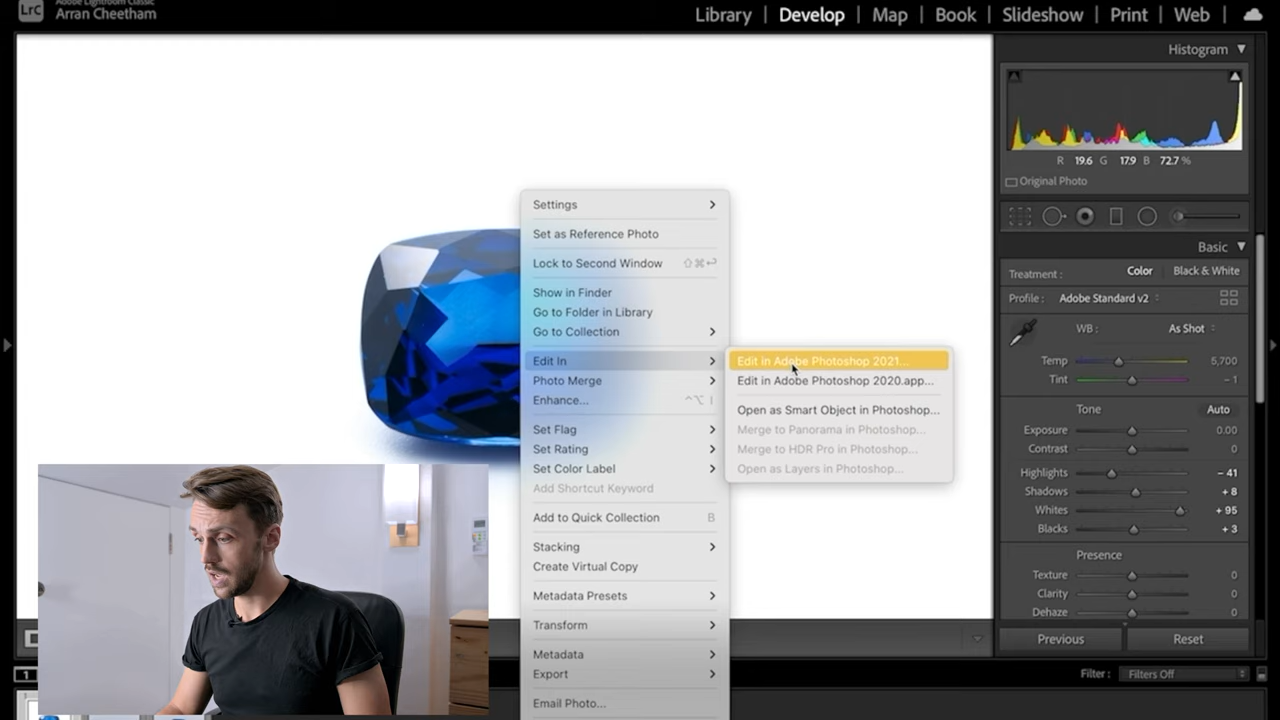 LrC
Adobe Lightroom Classic
Arran Cheetham
Library | Develop | Map | Book | Slideshow | Print | Web |
Histogram
R 19.6 G 17.9 B 72.7 %
Original Photo
Basic
Treatment : Color Black & White
Profile : Adobe Standard v2
WB : As Shot
Temp 5,700
Tint – 1
Tone Auto
Exposure 0.00
Contrast 0
Highlights – 41
Shadows + 8
Whites + 95
Blacks + 3
Presence
Texture 0
Clarity 0
Dehaze 0
Previous Reset
Filter : Filters Off
Settings
Set as Reference Photo
Lock to Second Window ⇧⌘↩
Show in Finder
Go to Folder in Library
Go to Collection
Edit In
Photo Merge
Enhance... ^⌥ I
Set Flag
Set Rating
Set Color Label
Add Shortcut Keyword
Add to Quick Collection B
Stacking
Create Virtual Copy
Metadata Presets
Transform
Metadata
Export
Email Photo...
Edit in Adobe Photoshop 2021...
Edit in Adobe Photoshop 2020.app...
Open as Smart Object in Photoshop...
Merge to Panorama in Photoshop...
Merge to HDR Pro in Photoshop...
Open as Layers in Photoshop...
1